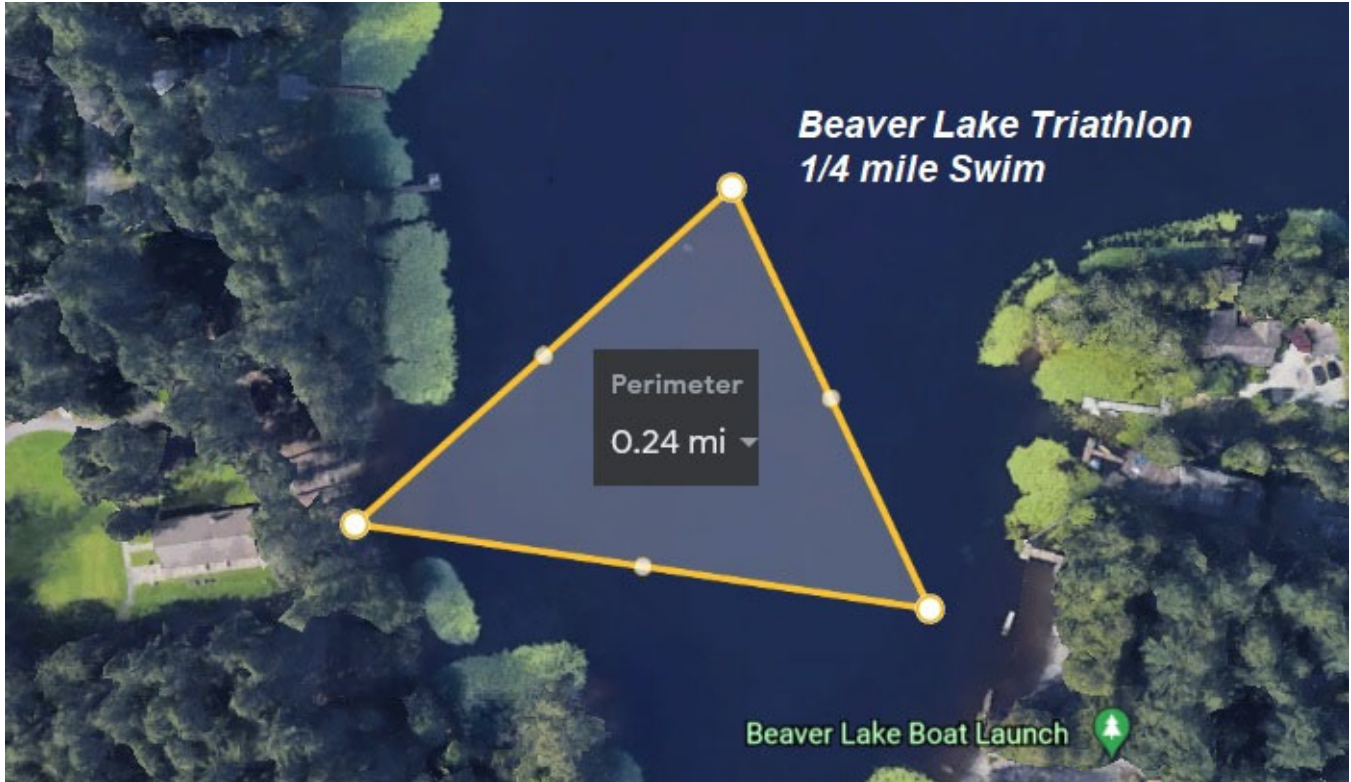 Beaver Lake Triathlon
1/4 mile Swim
Perimeter
0.24 mi
Beaver Lake Boat Launch